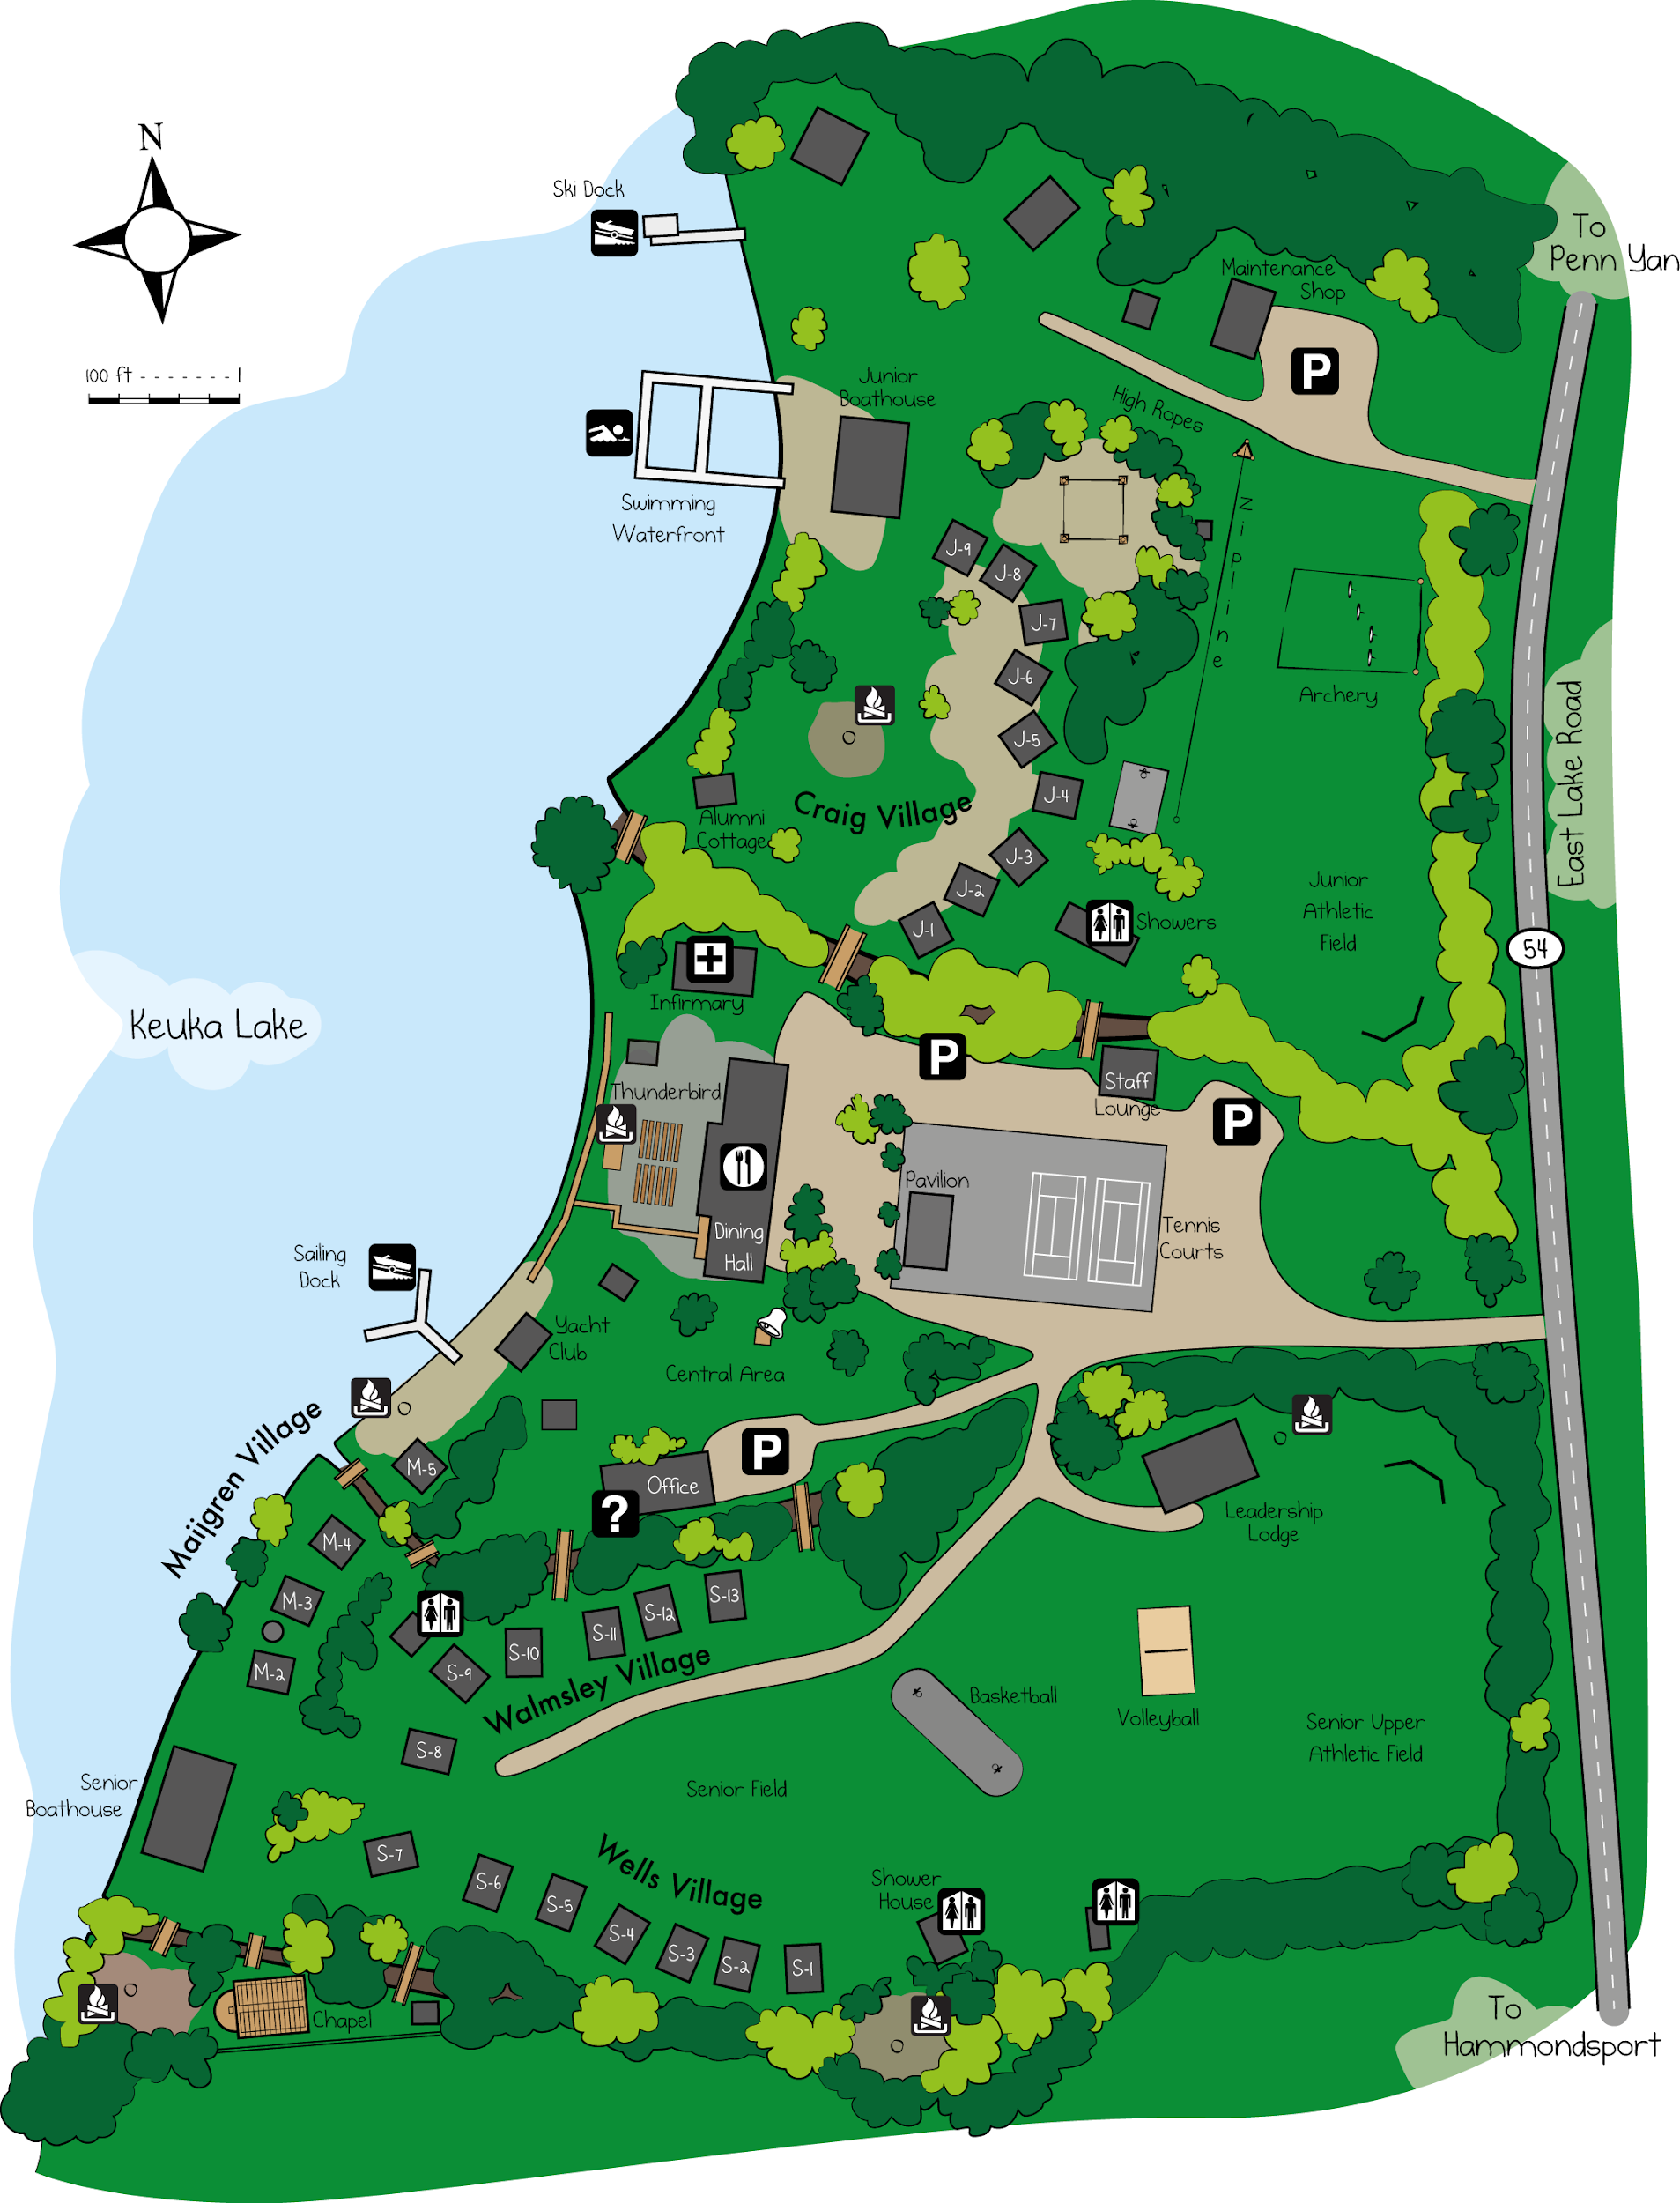 N
Ski Dock
To
Penn Yan
Maintenance
Shop
P
100 ft
Junior
Boathouse
High Ropes
Swimming
Waterfront
Zipline
J-9
J-8
J-7
J-6
J-5
J-4
J-3
J-2
J-1
Archery
East Lake Road
Craig Village
Alumni
Cottage
Junior
Athletic
Field
Showers
54
Infirmary
Keuka Lake
P
Staff
Lounge
P
Thunderbird
Pavilion
Dining
Hall
Tennis
Courts
Sailing
Dock
Yacht
Club
Central Area
Maijgren Village
M-5
P
Office
?
Leadership
Lodge
M-4
M-3
M-2
S-13
S-12
S-11
S-10
S-9
Walmsley Village
S-8
Basketball
Volleyball
Senior Upper
Athletic Field
Senior
Boathouse
Senior Field
S-7
Wells Village
S-6
S-5
S-4
S-3
S-2
S-1
Shower
House
Chapel
To
Hammondsport